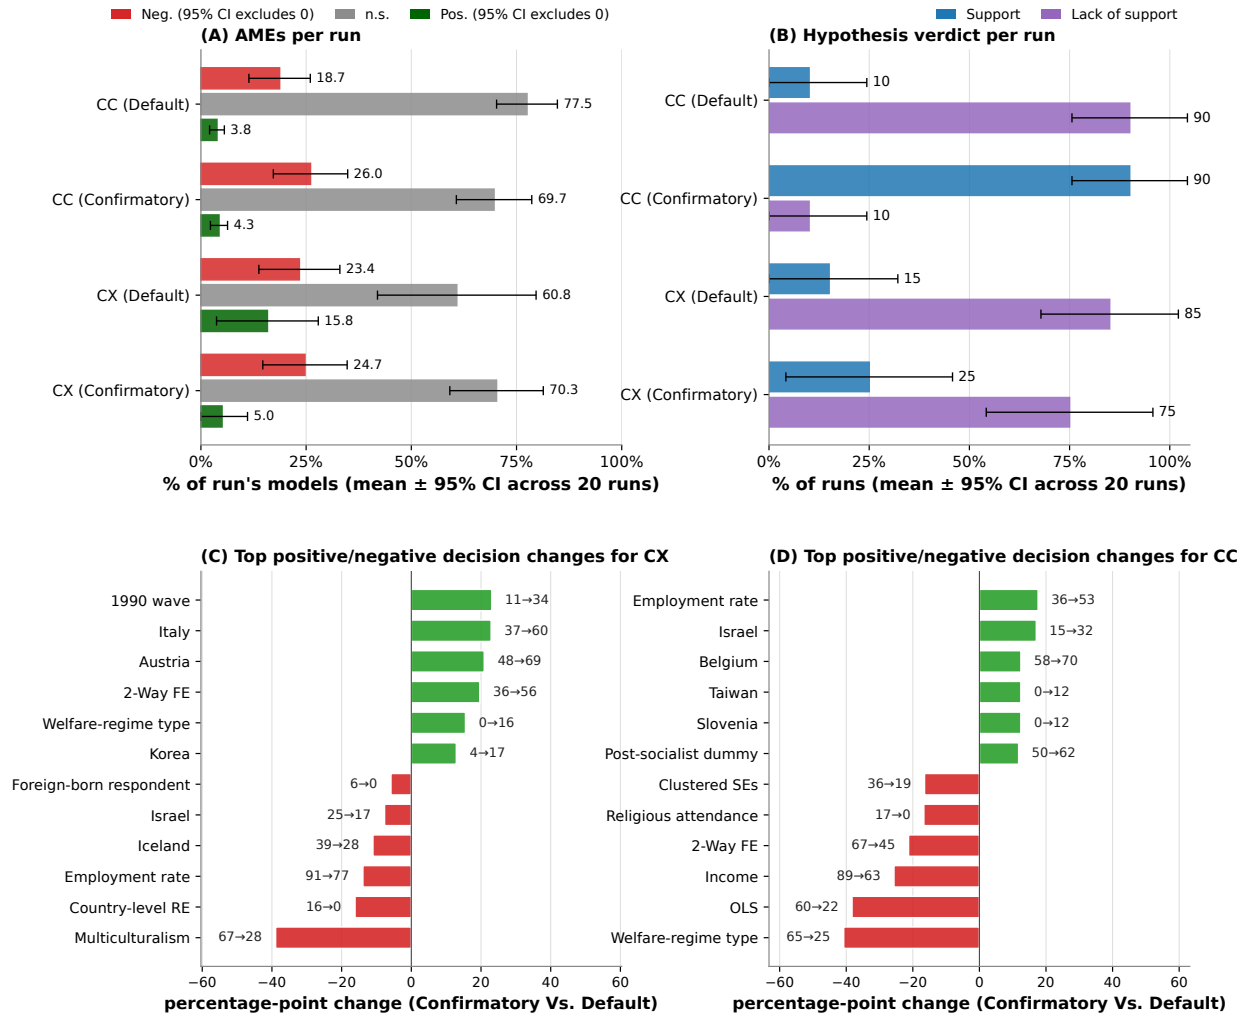 Neg. (95% CI excludes 0)
n.s.
Pos. (95% CI excludes 0)
Support
Lack of support
(A) AMEs per run
(B) Hypothesis verdict per run
CC (Default)
18.7
77.5
3.8
CC (Confirmatory)
26.0
69.7
4.3
CX (Default)
23.4
60.8
15.8
CX (Confirmatory)
24.7
70.3
5.0
0%
25%
50%
75%
100%
% of run's models (mean ± 95% CI across 20 runs)
CC (Default)
10
90
CC (Confirmatory)
90
10
CX (Default)
15
85
CX (Confirmatory)
25
75
0%
25%
50%
75%
100%
% of runs (mean ± 95% CI across 20 runs)
(C) Top positive/negative decision changes for CX
1990 wave 11→34
Italy 37→60
Austria 48→69
2-Way FE 36→56
Welfare-regime type 0→16
Korea 4→17
Foreign-born respondent 6→0
Israel 25→17
Iceland 39→28
Employment rate 91→77
Country-level RE 16→0
Multiculturalism 67→28
−60 −40 −20 0 20 40 60
percentage-point change (Confirmatory Vs. Default)
(D) Top positive/negative decision changes for CC
Employment rate 36→53
Israel 15→32
Belgium 58→70
Taiwan 0→12
Slovenia 0→12
Post-socialist dummy 50→62
Clustered SEs 36→19
Religious attendance 17→0
2-Way FE 67→45
Income 89→63
OLS 60→22
Welfare-regime type 65→25
−60 −40 −20 0 20 40 60
percentage-point change (Confirmatory Vs. Default)